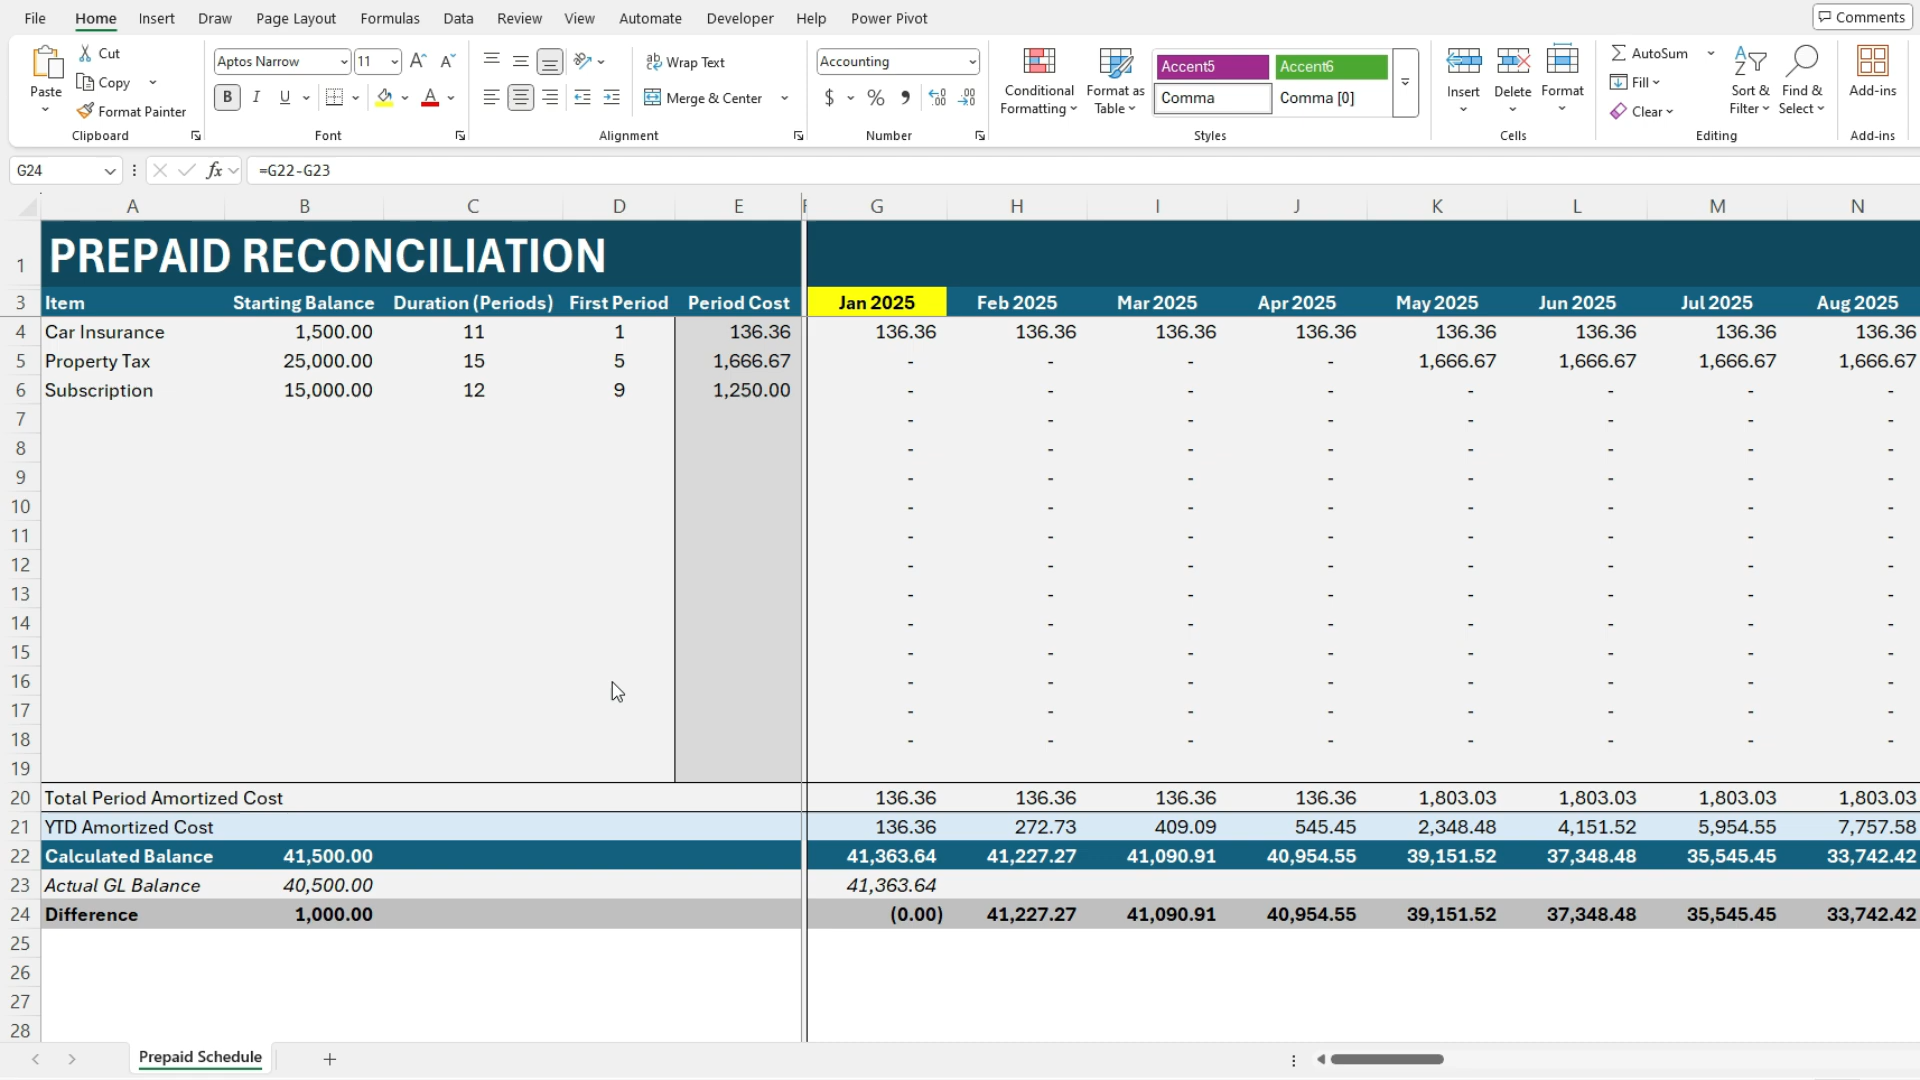 File Home Insert Draw Page Layout Formulas Data Review View Automate Developer Help Power Pivot Comments
Paste Cut Copy Format Painter Clipboard
Aptos Narrow 11 B I U A Font
Wrap Text Merge & Center Alignment
Accounting $ % Number
Conditional Formatting Format as Table
Accent5 Accent6
Comma Comma [0]
Styles
Insert Delete Format Cells
AutoSum Fill Clear Sort & Filter Find & Select Editing
Add-ins Add-ins
G24 fx =G22-G23
A B C D E F G H I J K L M N
1 PREPAID RECONCILIATION
3 Item Starting Balance Duration (Periods) First Period Period Cost Jan 2025 Feb 2025 Mar 2025 Apr 2025 May 2025 Jun 2025 Jul 2025 Aug 2025
4 Car Insurance 1,500.00 11 1 136.36 136.36 136.36 136.36 136.36 136.36 136.36 136.36 136.36
5 Property Tax 25,000.00 15 5 1,666.67 - - - - 1,666.67 1,666.67 1,666.67 1,666.67
6 Subscription 15,000.00 12 9 1,250.00 - - - - - - - -
7 - - - - - - - -
8 - - - - - - - -
9 - - - - - - - -
10 - - - - - - - -
11 - - - - - - - -
12 - - - - - - - -
13 - - - - - - - -
14 - - - - - - - -
15 - - - - - - - -
16 - - - - - - - -
17 - - - - - - - -
18 - - - - - - - -
19
20 Total Period Amortized Cost 136.36 136.36 136.36 136.36 1,803.03 1,803.03 1,803.03 1,803.03
21 YTD Amortized Cost 136.36 272.73 409.09 545.45 2,348.48 4,151.52 5,954.55 7,757.58
22 Calculated Balance 41,500.00 41,363.64 41,227.27 41,090.91 40,954.55 39,151.52 37,348.48 35,545.45 33,742.42
23 Actual GL Balance 40,500.00 41,363.64
24 Difference 1,000.00 (0.00) 41,227.27 41,090.91 40,954.55 39,151.52 37,348.48 35,545.45 33,742.42
25
26
27
28
Prepaid Schedule